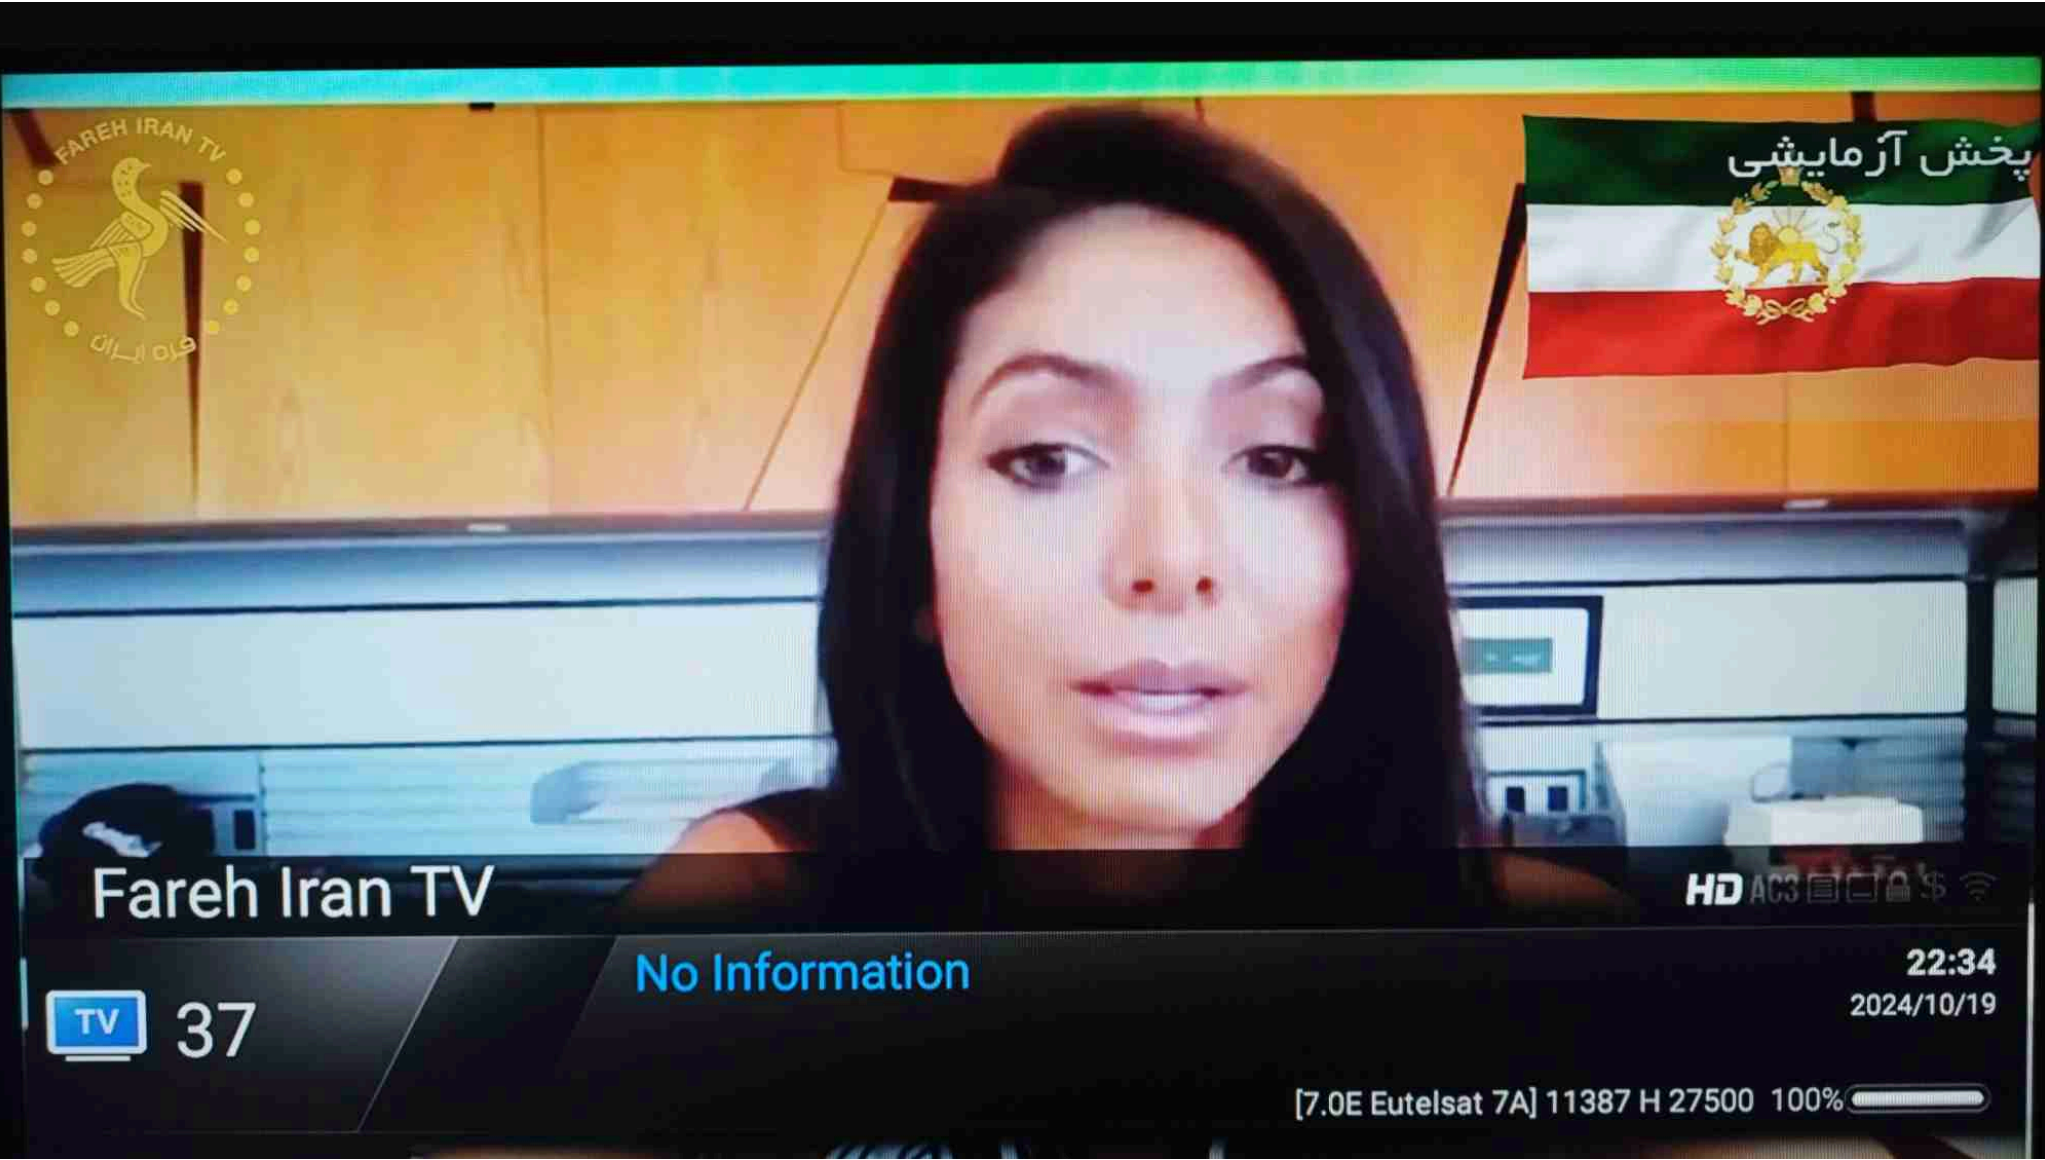 FAREH IRAN TV
فره ایران
پخش آزمایشی
Fareh Iran TV
HD AC3 $
No Information
TV 37
22:34
2024/10/19
[7.0E Eutelsat 7A] 11387 H 27500 100%